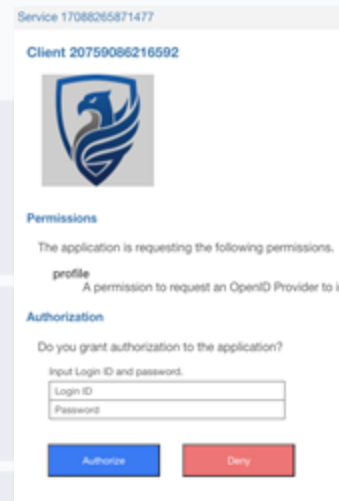 Service 17088265871477
Client 20759086216592
Permissions
The application is requesting the following permissions.
profile
A permission to request an OpenID Provider to i
Authorization
Do you grant authorization to the application?
Input Login ID and password.
Login ID
Password
Authorize
Deny